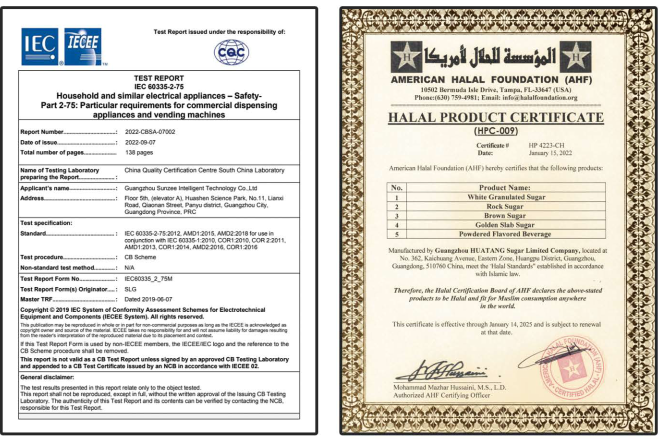 IEC
IECEE
TM
Test Report issued under the responsibility of:
CQC
TEST REPORT
IEC 60335-2-75
Household and similar electrical appliances – Safety-
Part 2-75: Particular requirements for commercial dispensing
appliances and vending machines
Report Number: 2022-CBSA-07002
Date of issue: 2022-09-07
Total number of pages 138 pages
Name of Testing Laboratory China Quality Certification Centre South China Laboratory
preparing the Report:
Applicant's name: Guangzhou Sunzee Intelligent Technology Co.,Ltd
Address: Floor 5th, (elevator A), Huashen Science Park, No.11, Lianxi
Road, Qiaonan Street, Panyu district, Guangzhou City,
Guangdong Province. PRC
Test specification:
Standard: IEC 60335-2-75:2012, AMD1:2015, AMD2:2018 for use in
conjunction with IEC 60335-1:2010, COR1:2010, COR 2:2011,
AMD1:2013, COR1:2014, AMD2:2016, COR1:2016
Test procedure: CB Scheme
Non-standard test method: N/A
Test Report Form No.: IEC60335_2_75M
Test Report Form(s) Originator: SLG
Master TRF: Dated 2019-06-07
Copyright © 2019 IEC System of Conformity Assessment Schemes for Electrotechnical
Equipment and Components (IECEE System). All rights reserved.
This publication may be reproduced in whole or in part for non-commercial purposes as long as the IECEE is acknowledged as
copyright owner and source of the material. IECEE takes no responsibility for and will not assume liability for damages resulting
from the reader's interpretation of the reproduced material due to its placement and context.
If this Test Report Form is used by non-IECEE members, the IECEE/IEC logo and the reference to the
CB Scheme procedure shall be removed.
This report is not valid as a CB Test Report unless signed by an approved CB Testing Laboratory
and appended to a CB Test Certificate issued by an NCB in accordance with IECEE 02.
General disclaimer:
The test results presented in this report relate only to the object tested.
This report shall not be reproduced, except in full, without the written approval of the Issuing CB Testing
Laboratory. The authenticity of this Test Report and its contents can be verified by contacting the NCB,
responsible for this Test Report.
المؤسسة للحلال لأمريكا
H
H
AMERICAN HALAL FOUNDATION (AHF)
10502 Bermuda Isle Drive, Tampa, FL-33647 (USA)
Phone:(630) 759-4981; Email: info@halalfoundation.org
HALAL PRODUCT CERTIFICATE
(HPC-009)
Certificate # HP 4223-CH
Date: January 15, 2022
American Halal Foundation (AHF) hereby certifies that the following products:
No. Product Name:
1 White Granulated Sugar
2 Rock Sugar
3 Brown Sugar
4 Golden Slab Sugar
5 Powdered Flavored Beverage
Manufactured by Guangzhou HUATANG Sugar Limited Company, located at
No. 362, Kaichuang Avenue, Eastern Zone, Huangpu District, Guangzhou,
Guangdong, 510760 China, meet the 'Halal Standards" established in accordance
with Islamic law.
Therefore, the Halal Certification Board of AHF declares the above-stated
products to be Halal and fit for Muslim consumption anywhere
in the world.
This certificate is effective through January 14, 2025 and is subject to renewal
at that date.
Mohammad Mazhar Hussaini, M.S., L.D.
Authorized AHF Certifying Officer